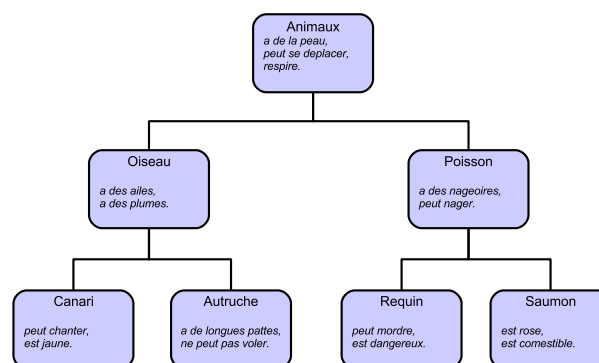 Animaux
a de la peau,
peut se deplacer,
respire.
Oiseau
a des ailes,
a des plumes.
Poisson
a des nageoires,
peut nager.
Canari
peut chanter,
est jaune.
Autruche
a de longues pattes,
ne peut pas voler.
Requin
peut mordre,
est dangereux.
Saumon
est rose,
est comestible.